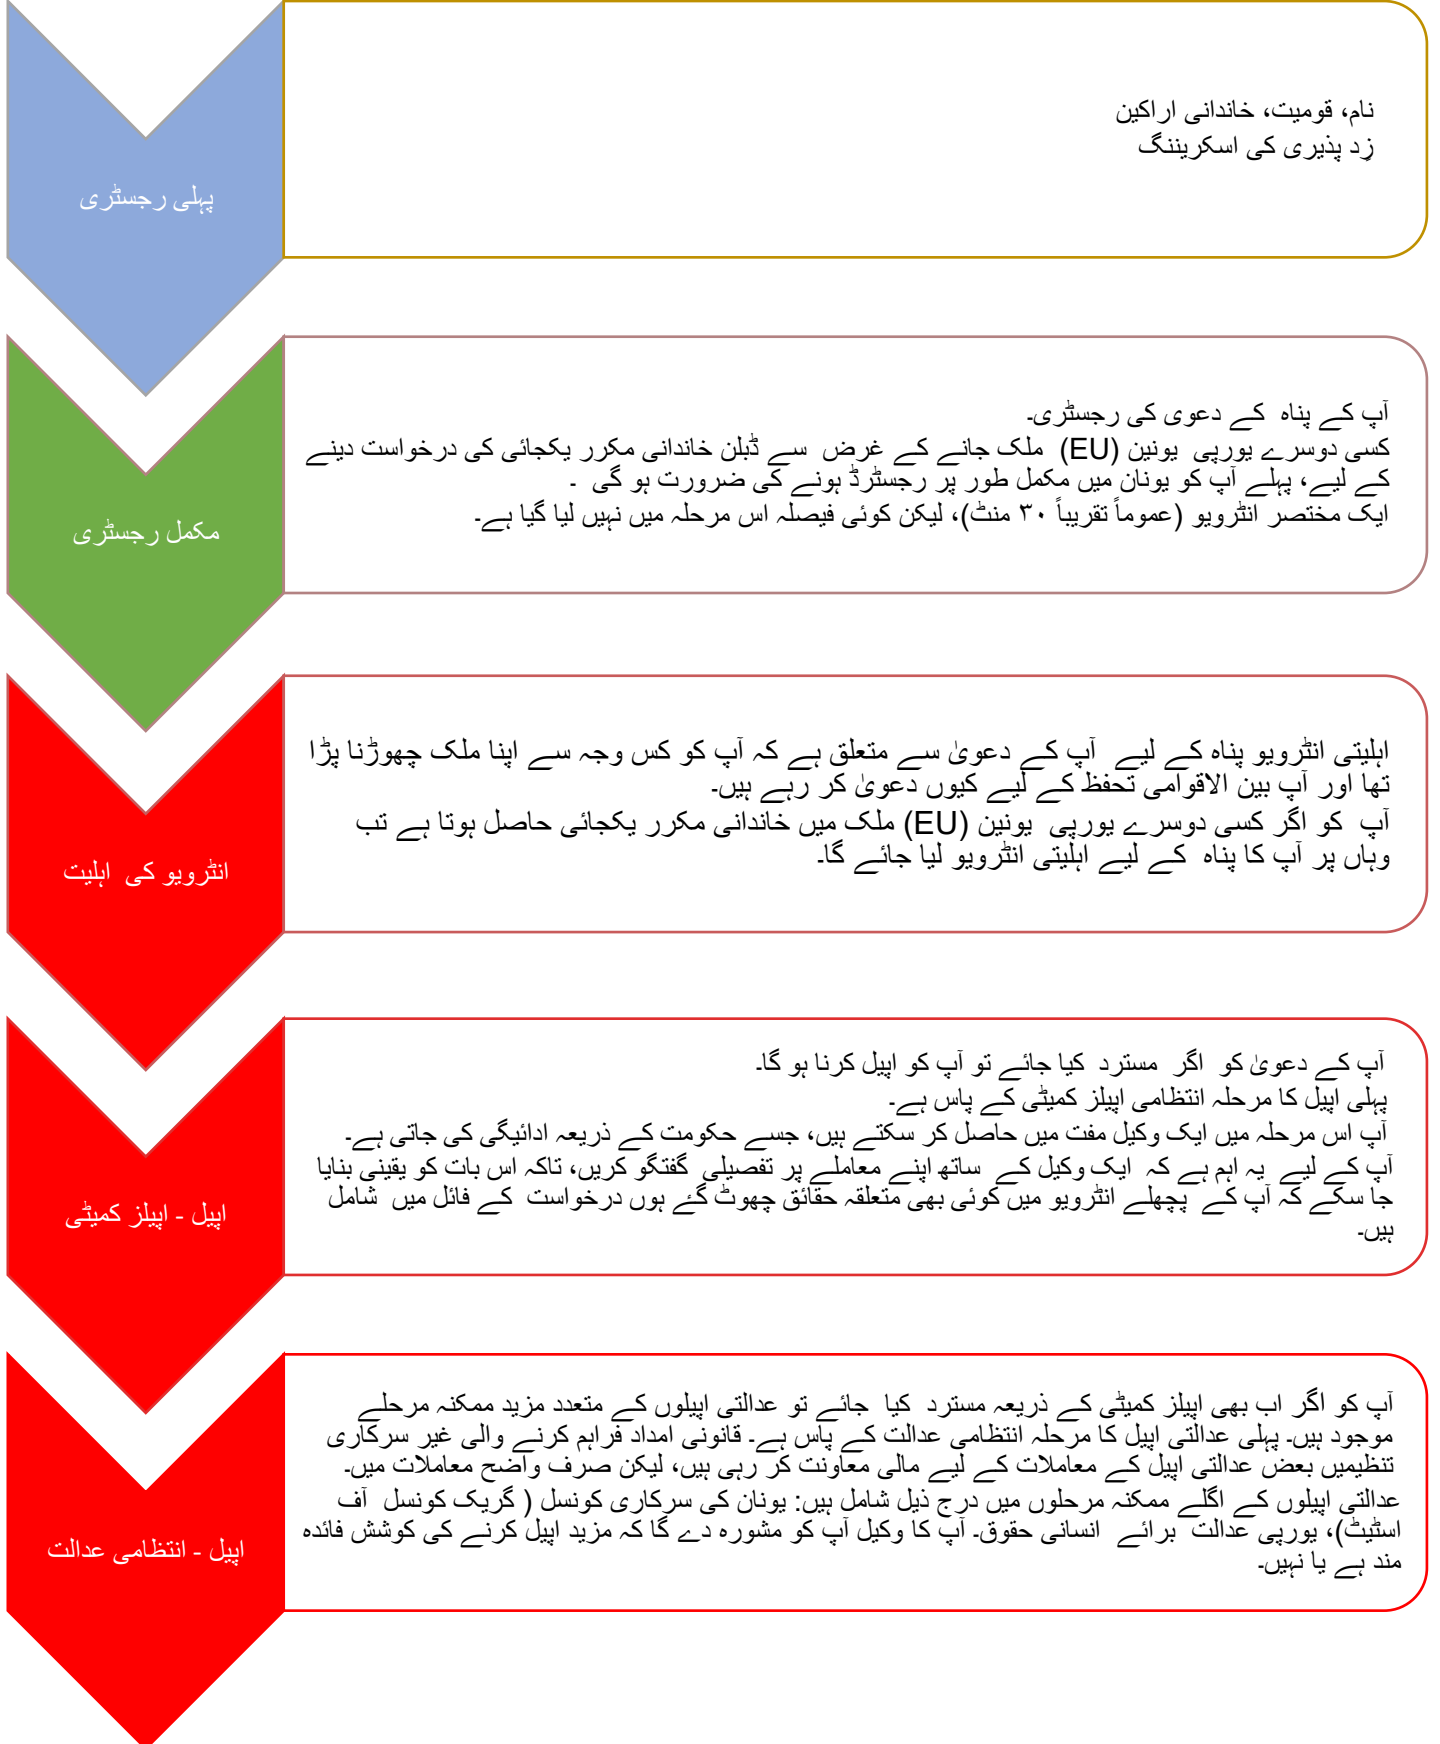 پہلی رجسٹری
نام، قومیت، خاندانی اراکین
زد پذیری کی اسکریننگ
مکمل رجسٹری
آپ کے پناہ کے دعوی کی رجسٹری۔
کسی دوسرے یورپی یونین (EU) ملک جانے کے غرض سے ڈبلن خاندانی مکرر یکجائی کی درخواست دینے
کے لیے، پہلے آپ کو یونان میں مکمل طور پر رجسٹرڈ ہونے کی ضرورت ہو گی ۔
ایک مختصر انٹرویو (عموماً تقریباً ۳۰ منٹ)، لیکن کوئی فیصلہ اس مرحلہ میں نہیں لیا گیا ہے۔
انٹرویو کی اہلیت
اہلیتی انٹرویو پناہ کے لیے آپ کے دعویٰ سے متعلق ہے کہ آپ کو کس وجہ سے اپنا ملک چھوڑنا پڑا
تھا اور آپ بین الاقوامی تحفظ کے لیے کیوں دعویٰ کر رہے ہیں۔
آپ کو اگر کسی دوسرے یورپی یونین (EU) ملک میں خاندانی مکرر یکجائی حاصل ہوتا ہے تب
وہاں پر آپ کا پناہ کے لیے اہلیتی انٹرویو لیا جائے گا۔
اپیل - اپیلز کمیٹی
آپ کے دعویٰ کو اگر مسترد کیا جائے تو آپ کو اپیل کرنا ہو گا۔
پہلی اپیل کا مرحلہ انتظامی اپیلز کمیٹی کے پاس ہے۔
آپ اس مرحلہ میں ایک وکیل مفت میں حاصل کر سکتے ہیں، جسے حکومت کے ذریعہ ادائیگی کی جاتی ہے۔
آپ کے لیے یہ اہم ہے کہ ایک وکیل کے ساتھ اپنے معاملے پر تفصیلی گفتگو کریں، تاکہ اس بات کو یقینی بنایا
جا سکے کہ آپ کے پچھلے انٹرویو میں کوئی بھی متعلقہ حقائق چھوٹ گئے ہوں درخواست کے فائل میں شامل
ہیں۔
اپیل - انتظامی عدالت
آپ کو اگر اب بھی اپیلز کمیٹی کے ذریعہ مسترد کیا جائے تو عدالتی اپیلوں کے متعدد مزید ممکنہ مرحلے
موجود ہیں۔ پہلی عدالتی اپیل کا مرحلہ انتظامی عدالت کے پاس ہے۔ قانونی امداد فراہم کرنے والی غیر سرکاری
تنظیمیں بعض عدالتی اپیل کے معاملات کے لیے مالی معاونت کر رہی ہیں، لیکن صرف واضح معاملات میں۔
عدالتی اپیلوں کے اگلے ممکنہ مرحلوں میں درج ذیل شامل ہیں: یونان کی سرکاری کونسل ( گریک کونسل آف
اسٹیٹ)، یورپی عدالت برائے انسانی حقوق۔ آپ کا وکیل آپ کو مشورہ دے گا کہ مزید اپیل کرنے کی کوشش فائدہ
مند ہے یا نہیں۔